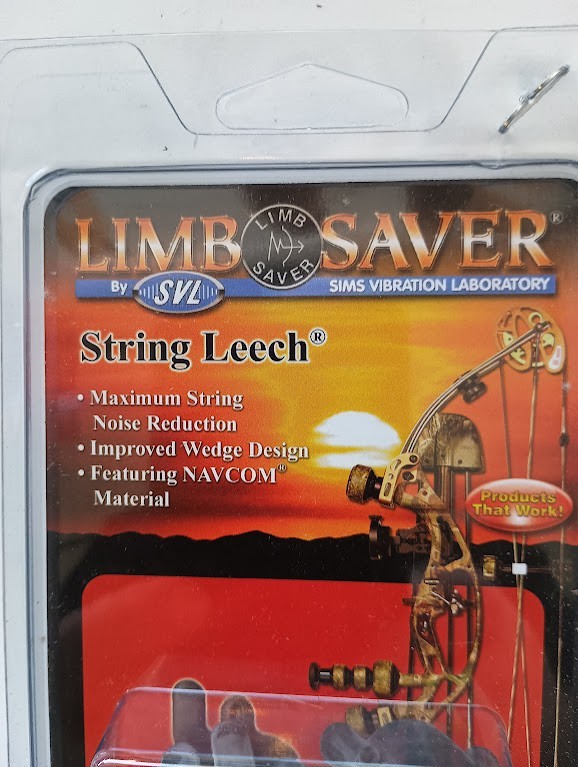 LIMB LIMB SAVER SAVER®
By SVL SIMS VIBRATION LABORATORY
String Leech®
• Maximum String
Noise Reduction
• Improved Wedge Design
• Featuring NAVCOM®
Material
Products
That Work!